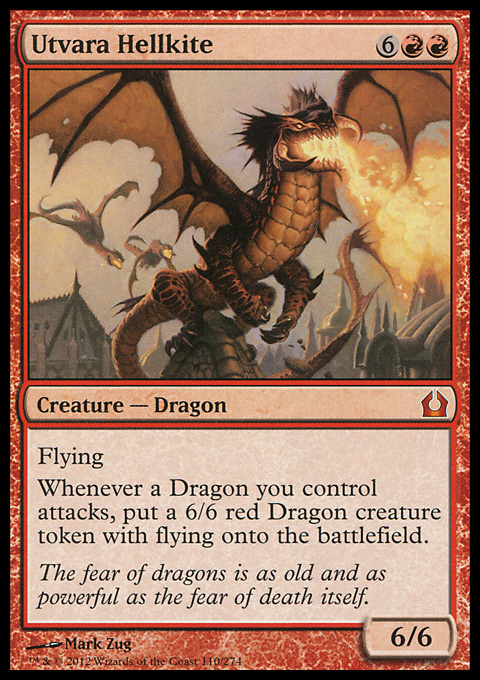 Utvara Hellkite 6
Creature — Dragon
Flying
Whenever a Dragon you control
attacks, put a 6/6 red Dragon creature
token with flying onto the battlefield.
The fear of dragons is as old and as
powerful as the fear of death itself.
Mark Zug
6/6
™ & © 2012 Wizards of the Coast 110/274